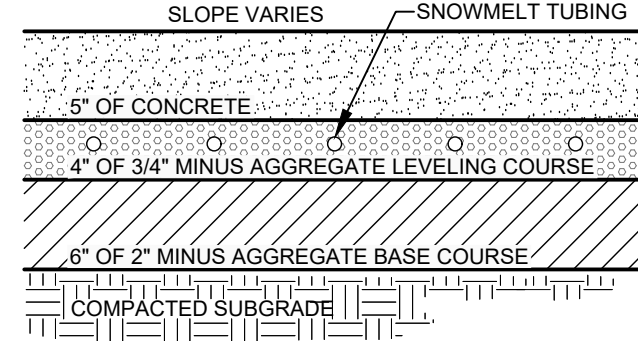 SLOPE VARIES
SNOWMELT TUBING
5" OF CONCRETE
4" OF 3/4" MINUS AGGREGATE LEVELING COURSE
6" OF 2" MINUS AGGREGATE BASE COURSE
COMPACTED SUBGRADE